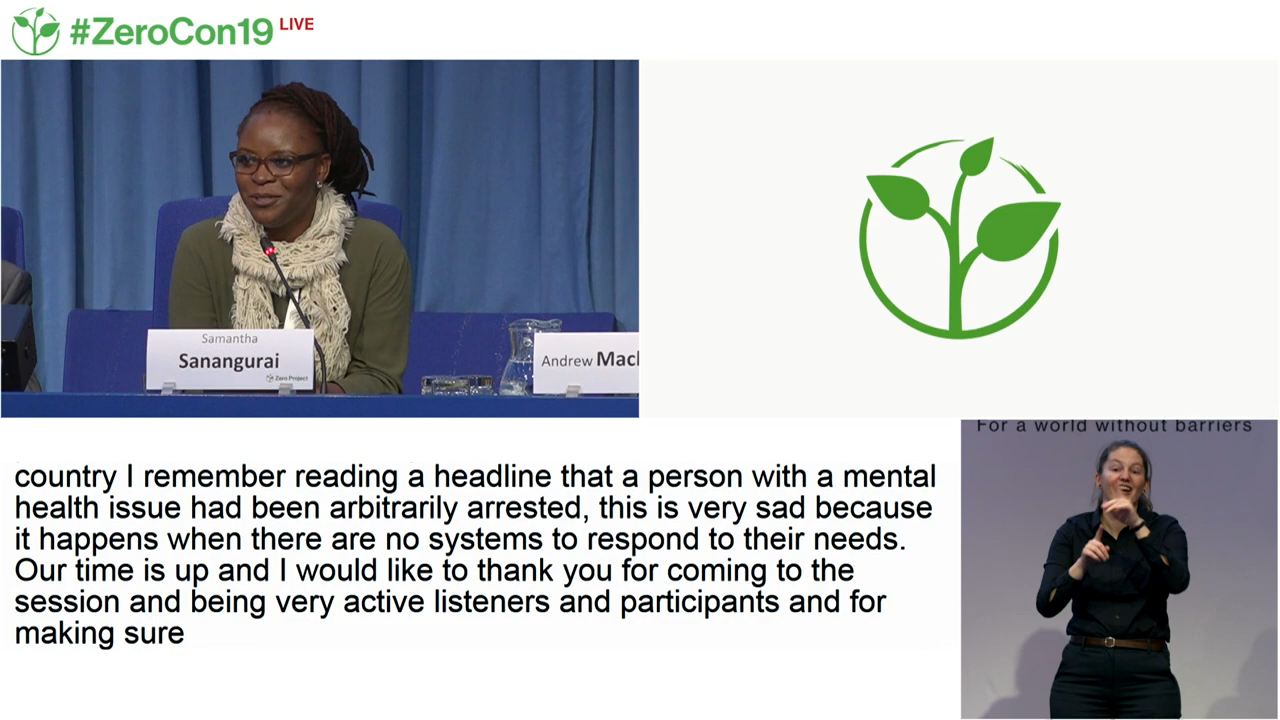 #ZeroCon19 LIVE
Samantha
Sanangurai
Zero Project
Andrew
For a world without barriers
country I remember reading a headline that a person with a mental
health issue had been arbitrarily arrested, this is very sad because
it happens when there are no systems to respond to their needs.
Our time is up and I would like to thank you for coming to the
session and being very active listeners and participants and for
making sure